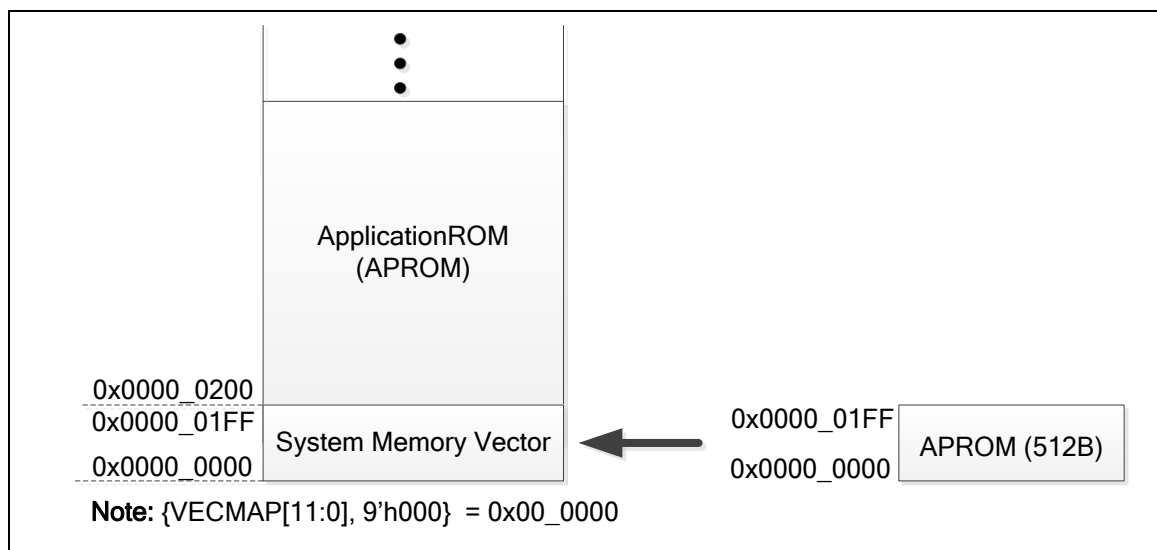 ApplicationROM
(APROM)
0x0000_0200
0x0000_01FF
System Memory Vector
0x0000_0000
0x0000_01FF
APROM (512B)
0x0000_0000
Note: {VECMAP[11:0], 9'h000} = 0x00_0000